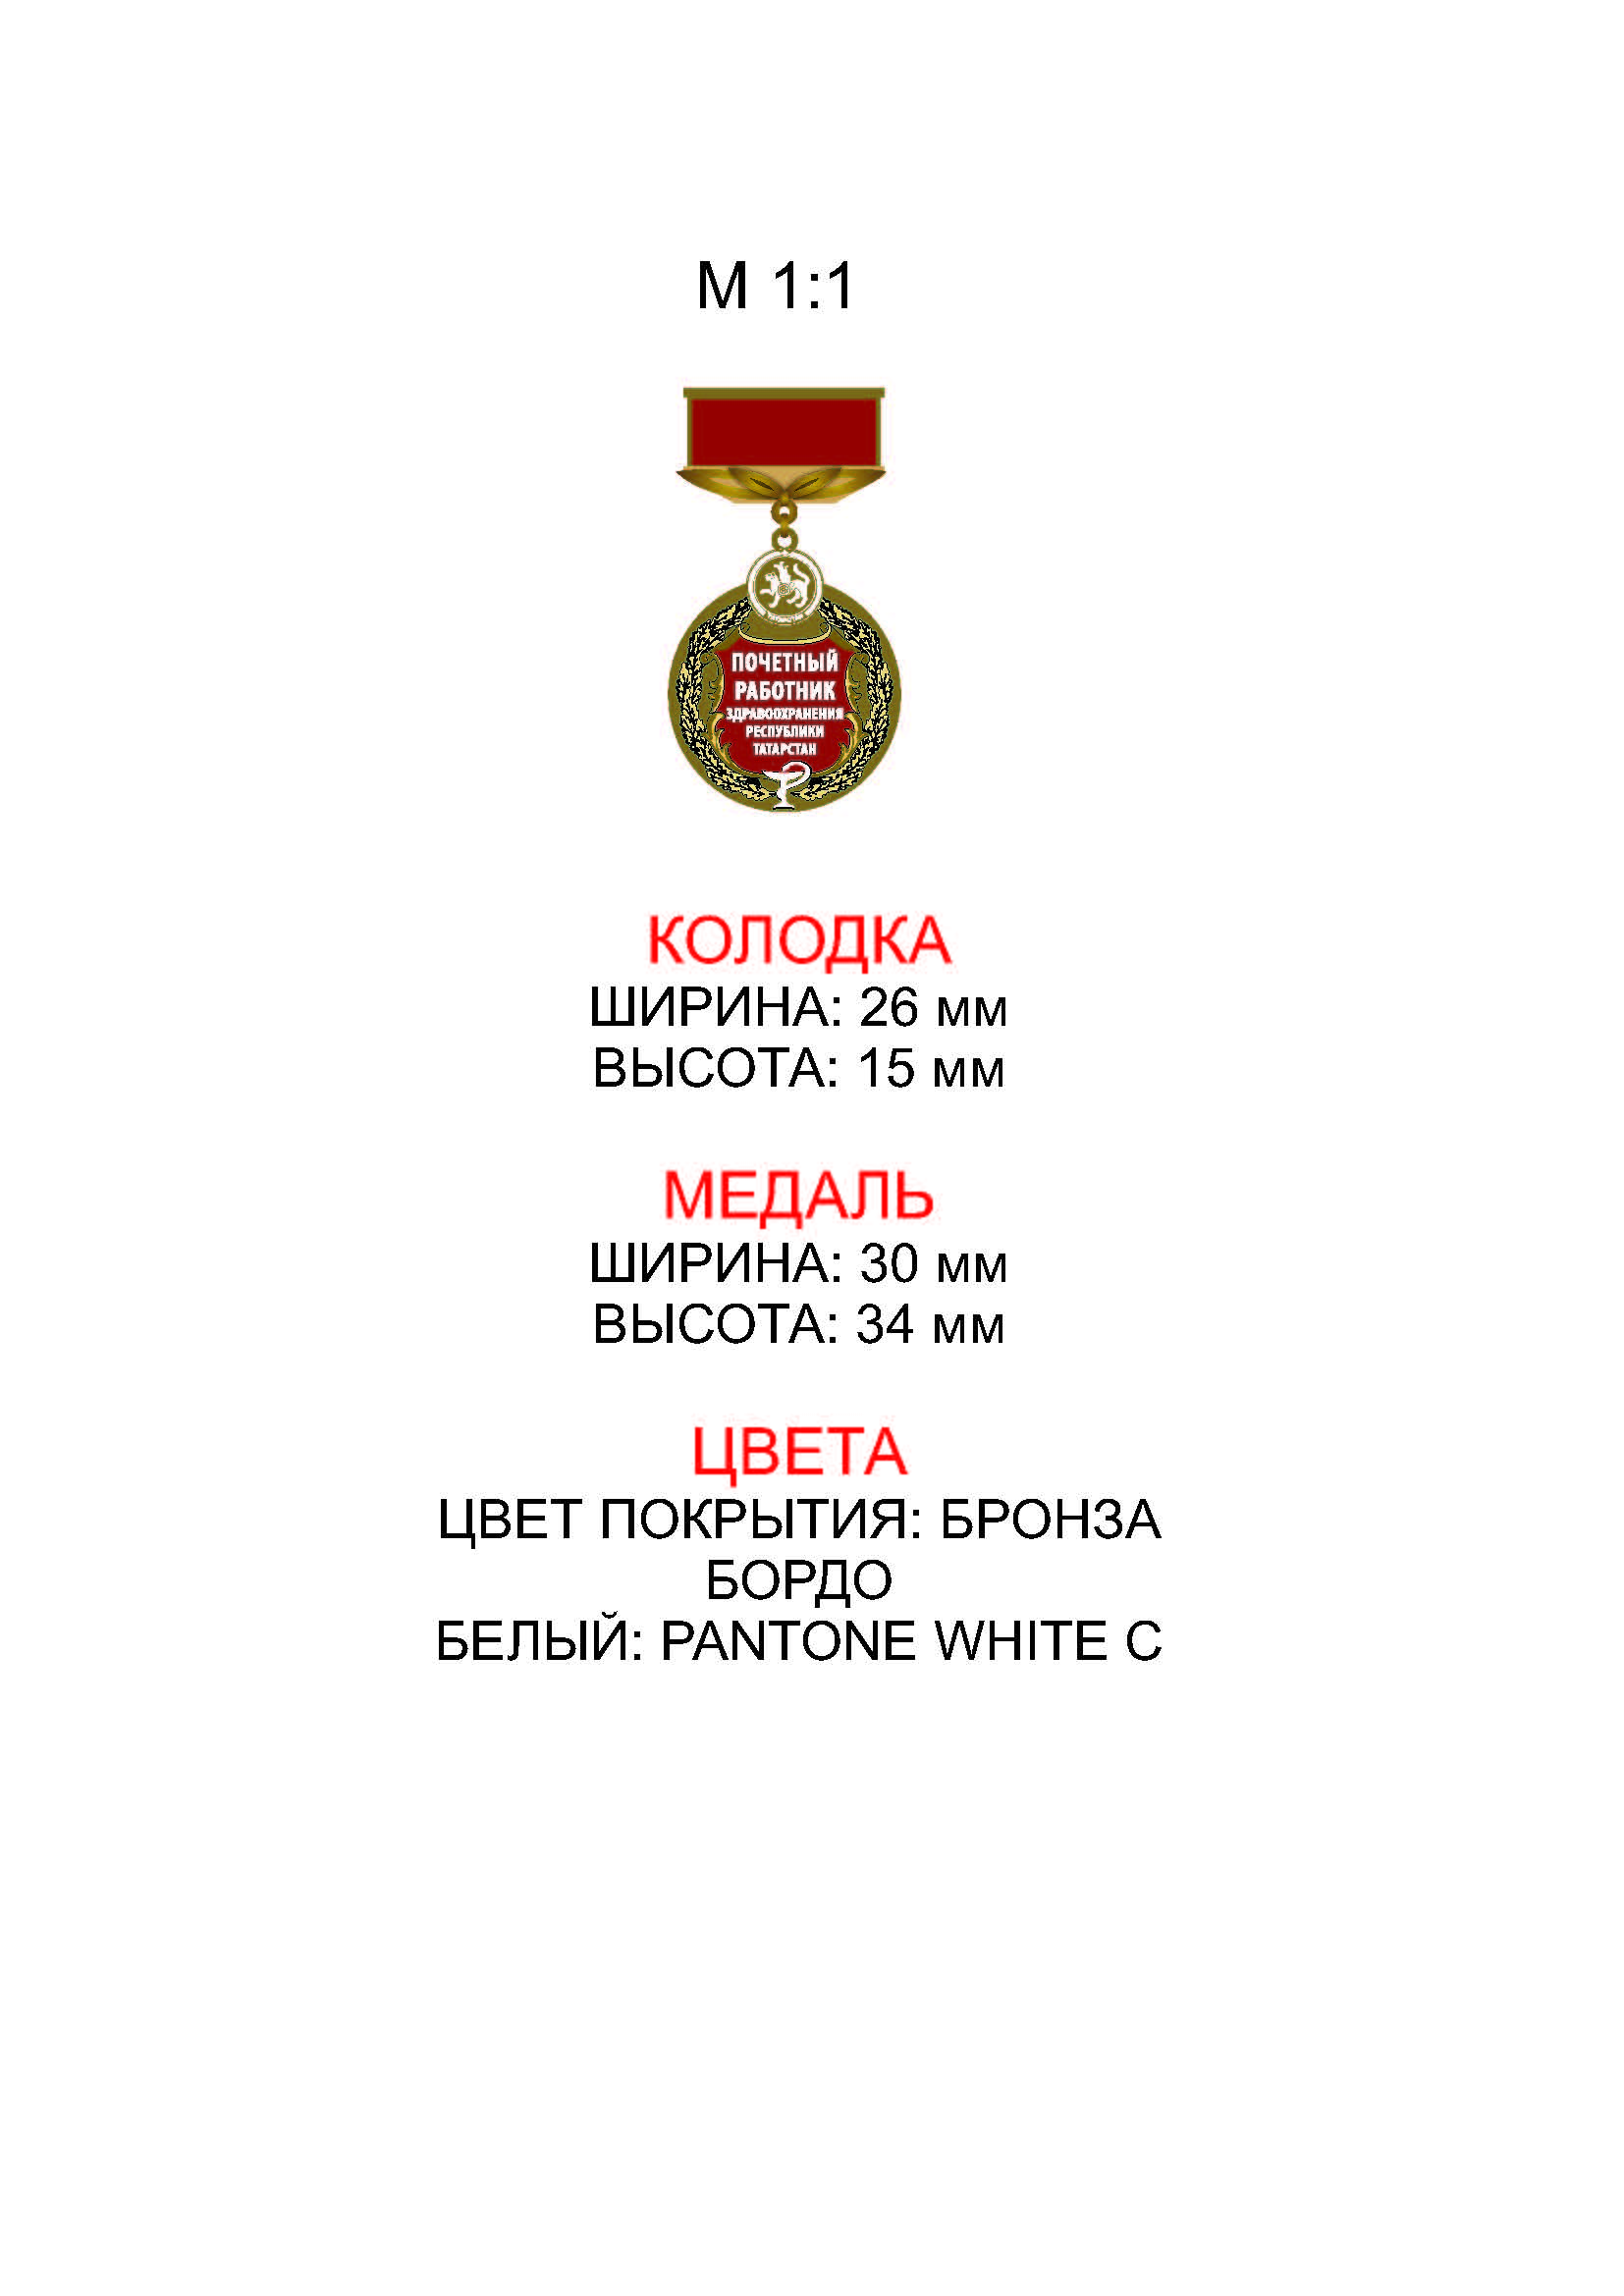 М 1:1
ПОЧЕТНЫЙ
РАБОТНИК
ЗДРАВООХРАНЕНИЯ
РЕСПУБЛИКИ
ТАТАРСТАН
КОЛОДКА
ШИРИНА: 26 мм
ВЫСОТА: 15 мм
МЕДАЛЬ
ШИРИНА: 30 мм
ВЫСОТА: 34 мм
ЦВЕТА
ЦВЕТ ПОКРЫТИЯ: БРОНЗА
БОРДО
БЕЛЫЙ: PANTONE WHITE C